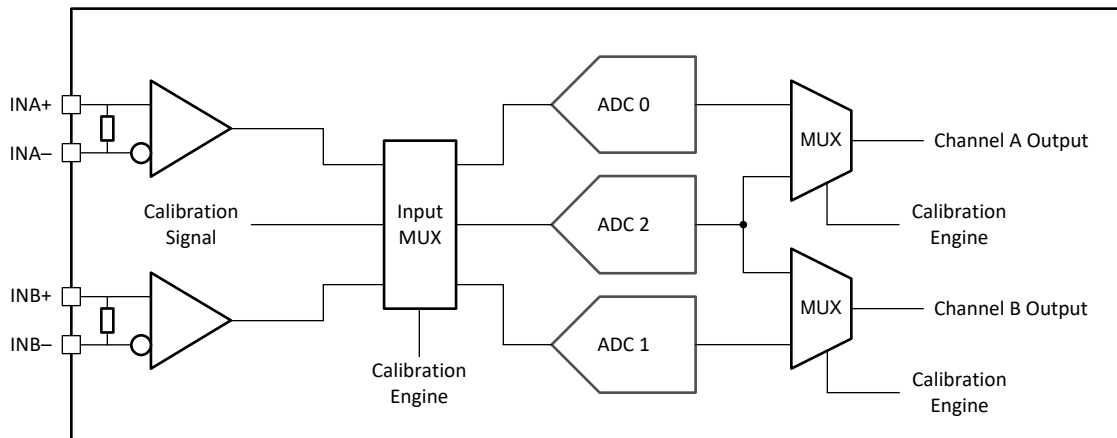 INA+
INA–
Calibration
Signal
INB+
INB–
Input
MUX
Calibration
Engine
ADC 0
ADC 2
ADC 1
MUX
Channel A Output
Calibration
Engine
MUX
Channel B Output
Calibration
Engine